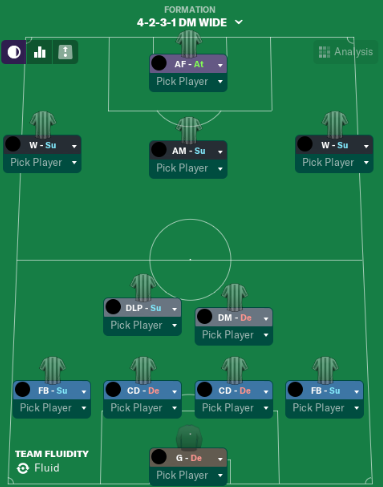 FORMATION
4-2-3-1 DM WIDE
Analysis
AF - At
Pick Player
W - Su
Pick Player
AM - Su
Pick Player
W - Su
Pick Player
DLP - Su
Pick Player
DM - De
Pick Player
FB - Su
Pick Player
CD - De
Pick Player
CD - De
Pick Player
FB - Su
Pick Player
G - De
Pick Player
TEAM FLUIDITY
Fluid